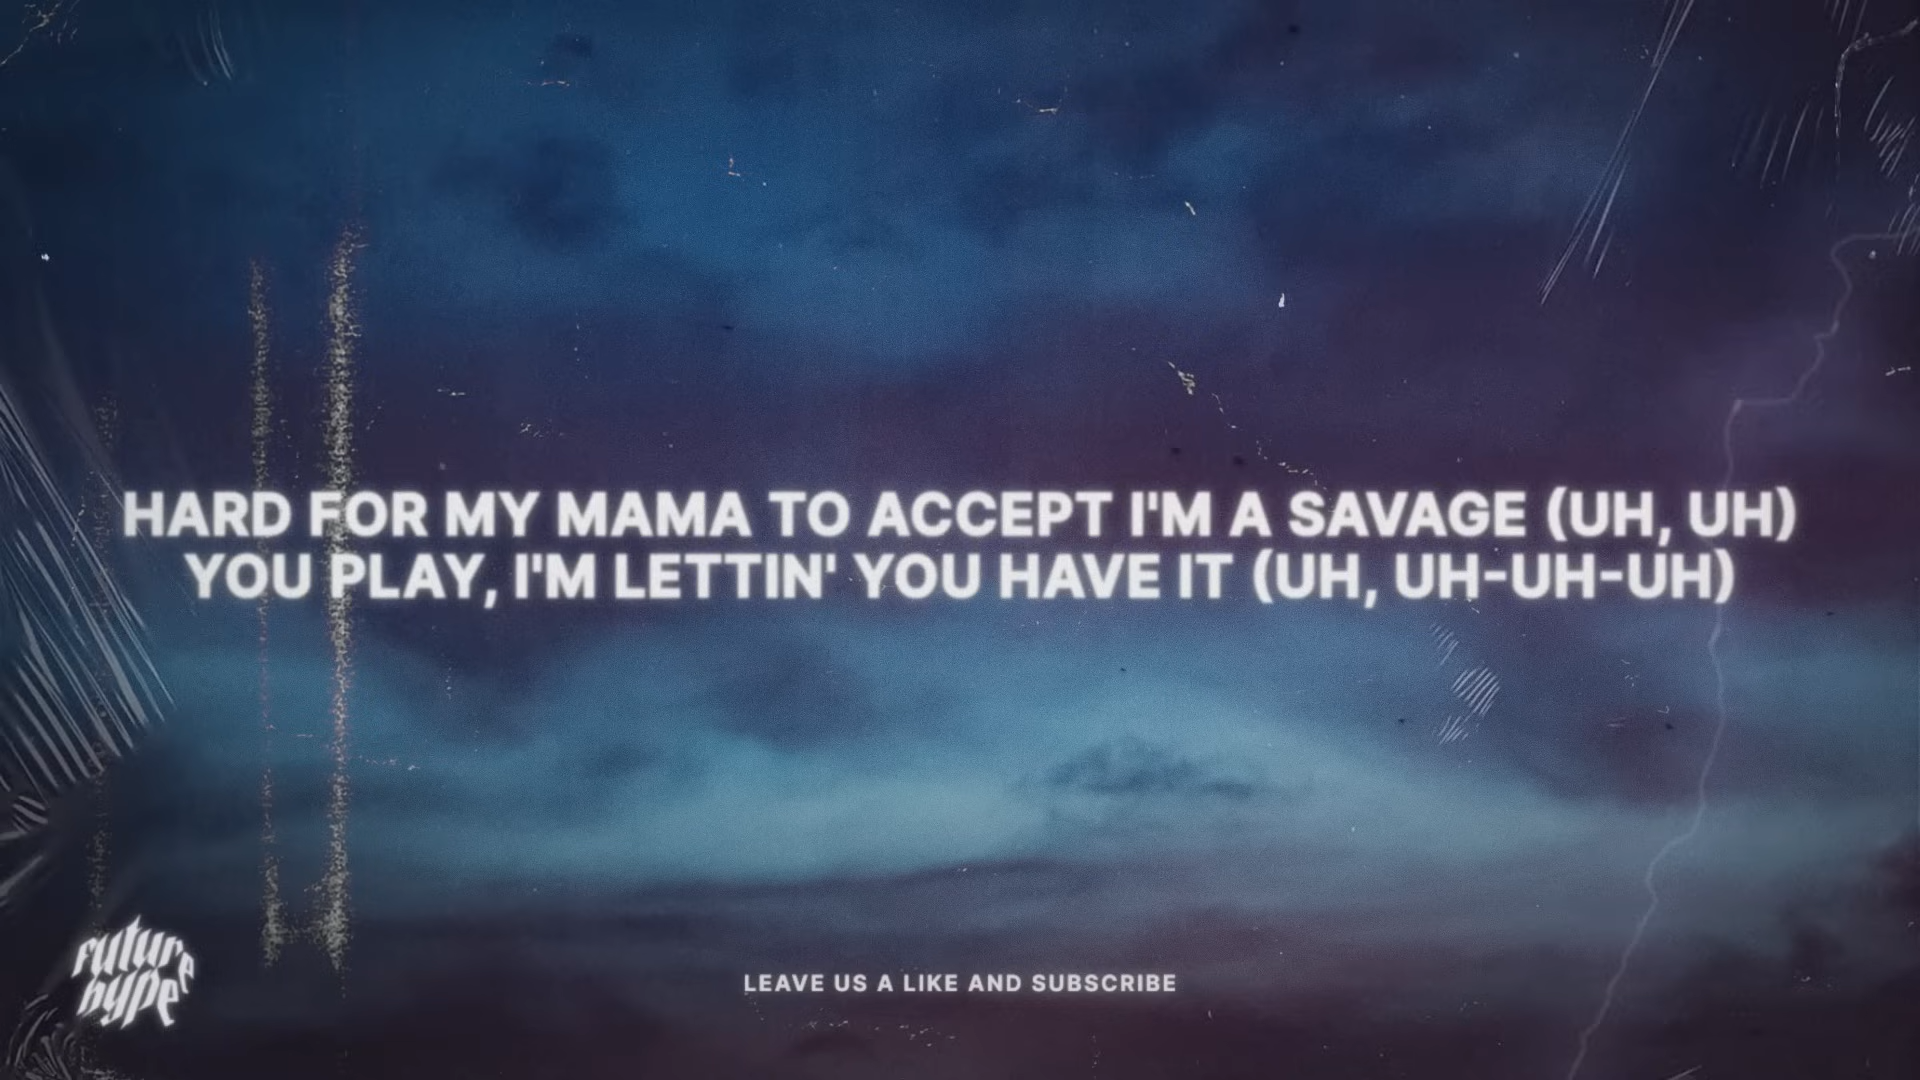 HARD FOR MY MAMA TO ACCEPT I'M A SAVAGE (UH, UH)
YOU PLAY, I'M LETTIN' YOU HAVE IT (UH, UH-UH-UH)
future
hype
LEAVE US A LIKE AND SUBSCRIBE